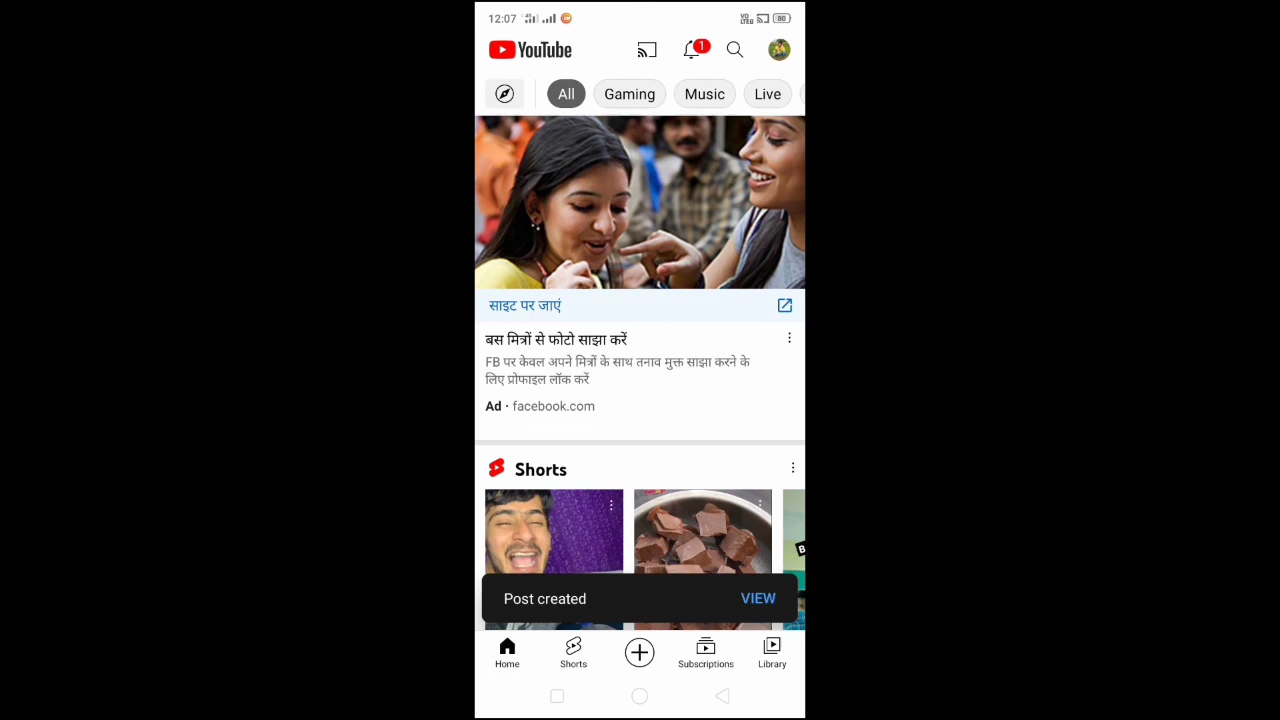 12:07
80
YouTube
1
All Gaming Music Live
साइट पर जाएं
बस मित्रों से फोटो साझा करें
FB पर केवल अपने मित्रों के साथ तनाव मुक्त साझा करने के
लिए प्रोफाइल लॉक करें
Ad · facebook.com
Shorts
B
Post created VIEW
Home Shorts Subscriptions Library